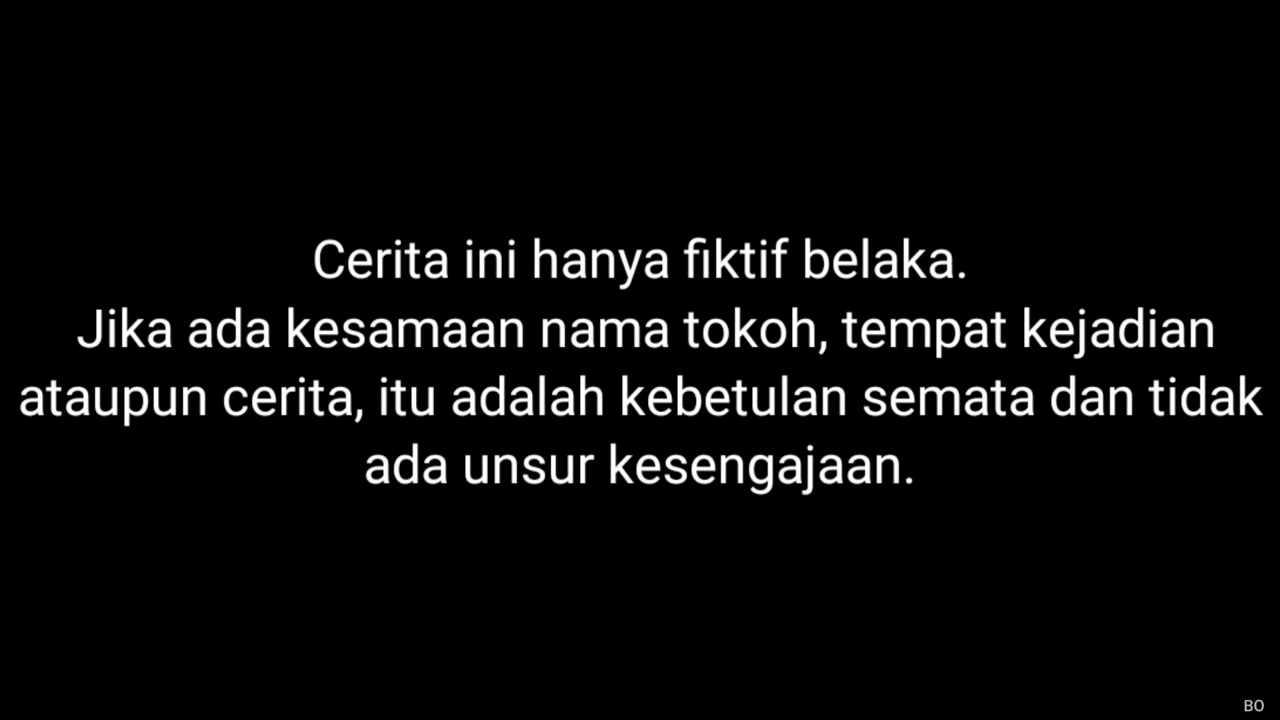 Cerita ini hanya fiktif belaka.
Jika ada kesamaan nama tokoh, tempat kejadian
ataupun cerita, itu adalah kebetulan semata dan tidak
ada unsur kesengajaan.
BO